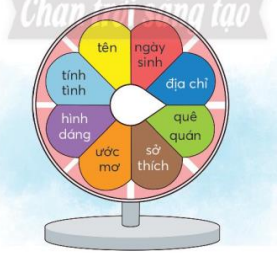 Chân trời sáng tạo
tên
ngày
sinh
địa chỉ
quê
quán
sở
thích
ước
mơ
hình
dáng
tính
tình